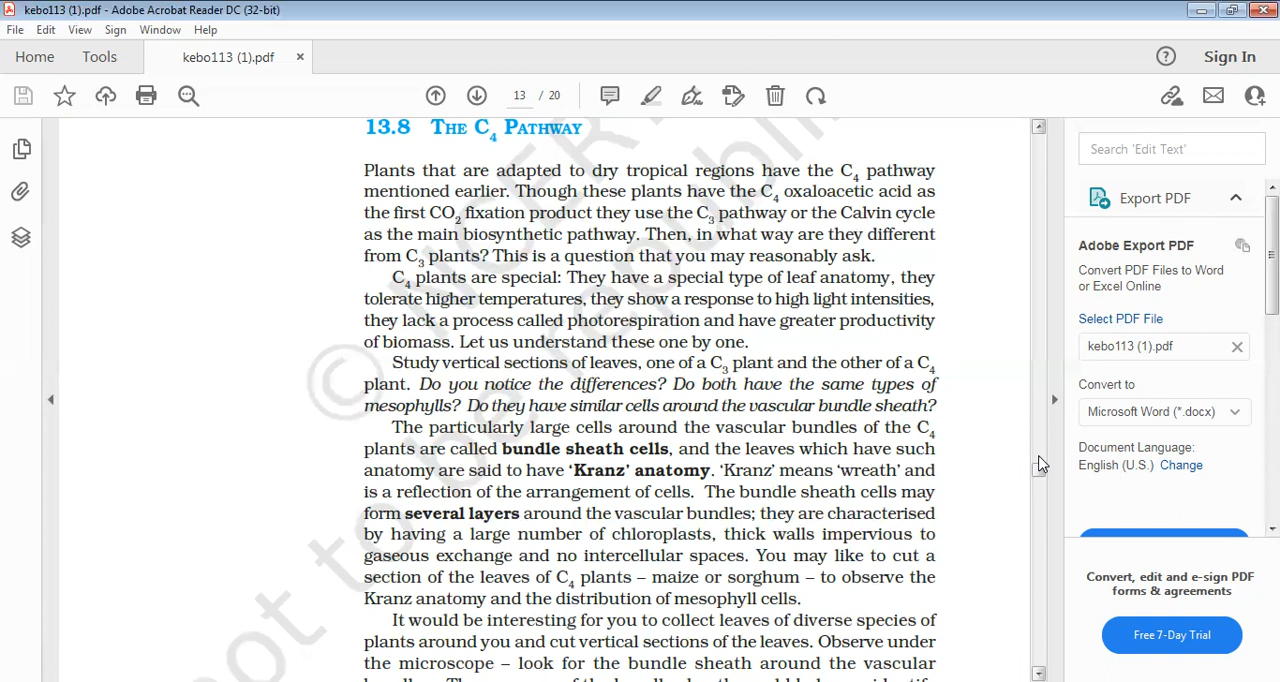 kebo113 (1).pdf - Adobe Acrobat Reader DC (32-bit)
File Edit View Sign Window Help
Home Tools kebo113 (1).pdf × Sign In
13 / 20
13.8 THE C4 PATHWAY
Plants that are adapted to dry tropical regions have the C4 pathway
mentioned earlier. Though these plants have the C4 oxaloacetic acid as
the first CO2 fixation product they use the C3 pathway or the Calvin cycle
as the main biosynthetic pathway. Then, in what way are they different
from C3 plants? This is a question that you may reasonably ask.
C4 plants are special: They have a special type of leaf anatomy, they
tolerate higher temperatures, they show a response to high light intensities,
they lack a process called photorespiration and have greater productivity
of biomass. Let us understand these one by one.
Study vertical sections of leaves, one of a C3 plant and the other of a C4
plant. Do you notice the differences? Do both have the same types of
mesophylls? Do they have similar cells around the vascular bundle sheath?
The particularly large cells around the vascular bundles of the C4
plants are called bundle sheath cells, and the leaves which have such
anatomy are said to have ‘Kranz’ anatomy. ‘Kranz’ means ‘wreath’ and
is a reflection of the arrangement of cells. The bundle sheath cells may
form several layers around the vascular bundles; they are characterised
by having a large number of chloroplasts, thick walls impervious to
gaseous exchange and no intercellular spaces. You may like to cut a
section of the leaves of C4 plants – maize or sorghum – to observe the
Kranz anatomy and the distribution of mesophyll cells.
It would be interesting for you to collect leaves of diverse species of
plants around you and cut vertical sections of the leaves. Observe under
the microscope – look for the bundle sheath around the vascular
© NCERT
not to be republi
Search 'Edit Text'
Export PDF
Adobe Export PDF
Convert PDF Files to Word
or Excel Online
Select PDF File
kebo113 (1).pdf
Convert to
Microsoft Word (*.docx)
Document Language:
English (U.S.) Change
Convert, edit and e-sign PDF
forms & agreements
Free 7-Day Trial